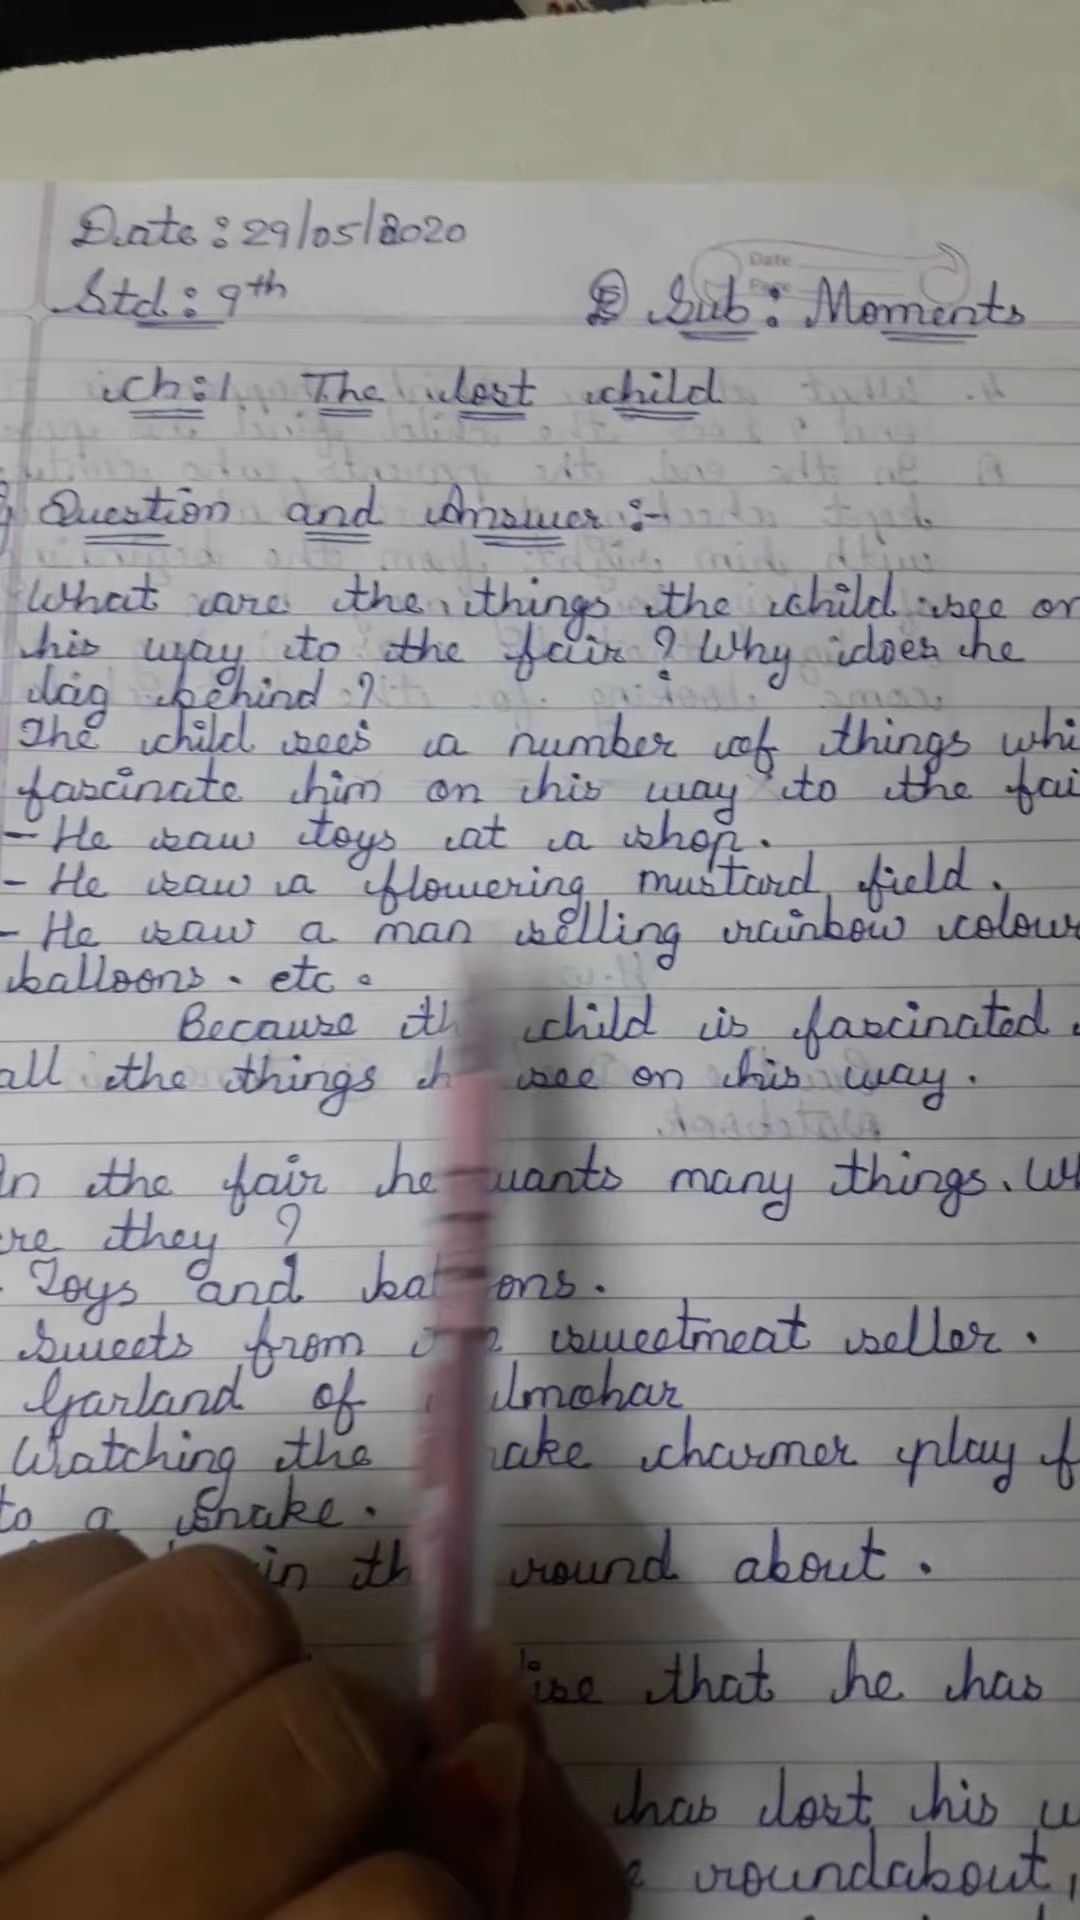 Date: 29/05/2020
Date
Page
Std: 9th
Sub: Moments
Ch:1 The lost child
Question and Answer :-
What are the things the child see on
his way to the fair? Why does he
lag behind?
The child sees a number of things
fascinate him on his way to the
- He saw toys at a shop.
- He saw a flowering mustard field.
- He saw a man selling rainbow
balloons. etc.
Because child is fascinated
all the things see on his way.
In the fair he wants many things.
they?
Toys and
Sweets from sweetmeat seller.
Garland of
Watching the charmer play
to a snake.
in round about.
that he has
has lost his
roundabout,